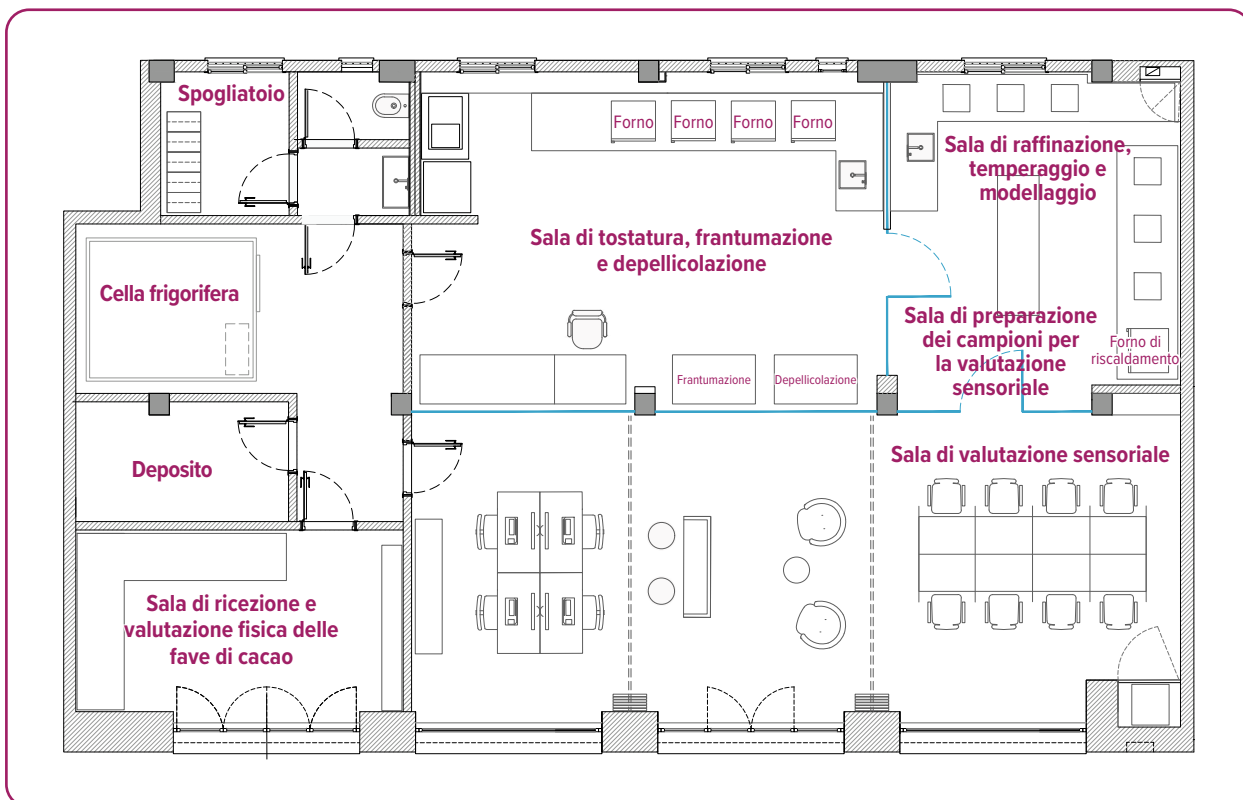 Spogliatoio
Forno
Forno
Forno
Forno
Sala di raffinazione,
temperaggio e
modellaggio
Sala di tostatura, frantumazione
e depellicolazione
Cella frigorifera
Sala di preparazione
dei campioni per
la valutazione
sensoriale
Forno di
riscaldamento
Frantumazione
Depellicolazione
Deposito
Sala di valutazione sensoriale
Sala di ricezione e
valutazione fisica delle
fave di cacao